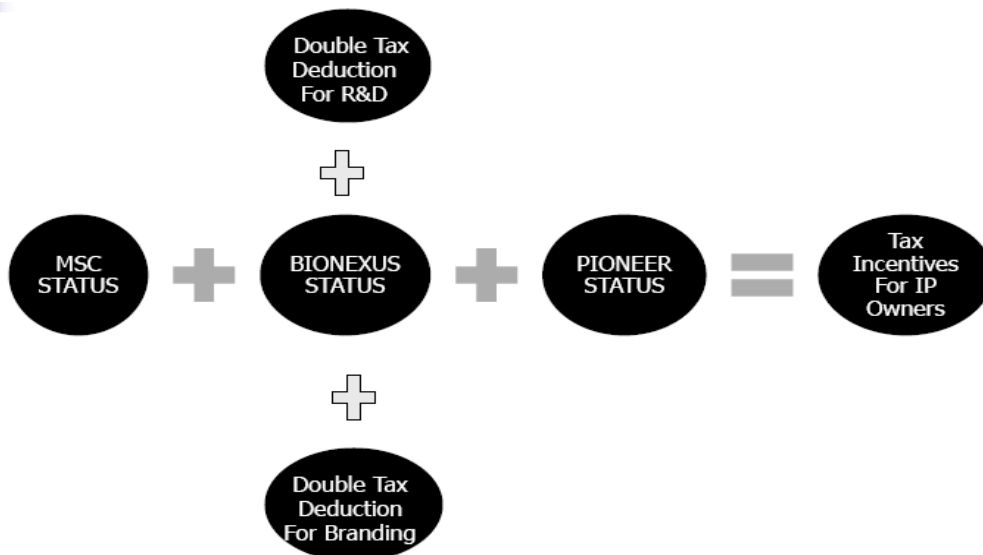 Double Tax
Deduction
For R&D
MSC
STATUS
BIONEXUS
STATUS
PIONEER
STATUS
Tax
Incentives
For IP
Owners
Double Tax
Deduction
For Branding